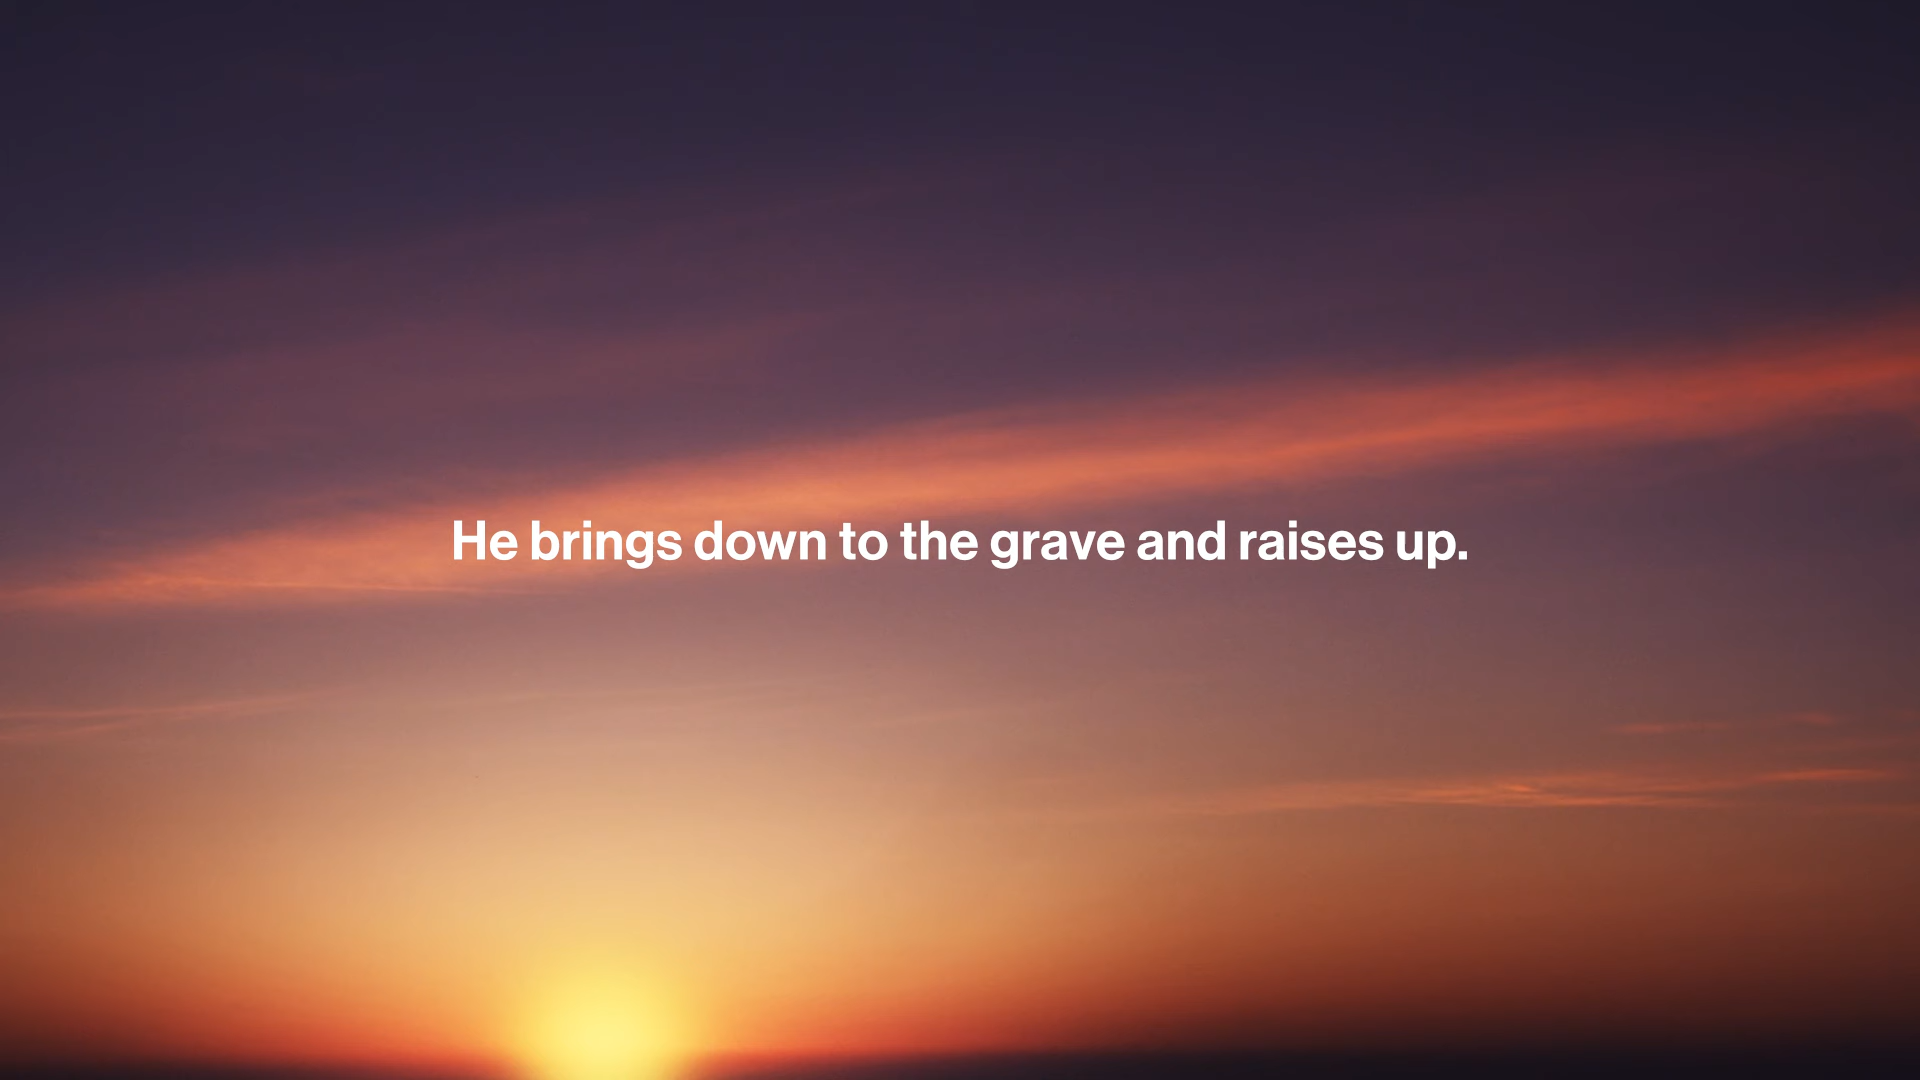 He brings down to the grave and raises up.